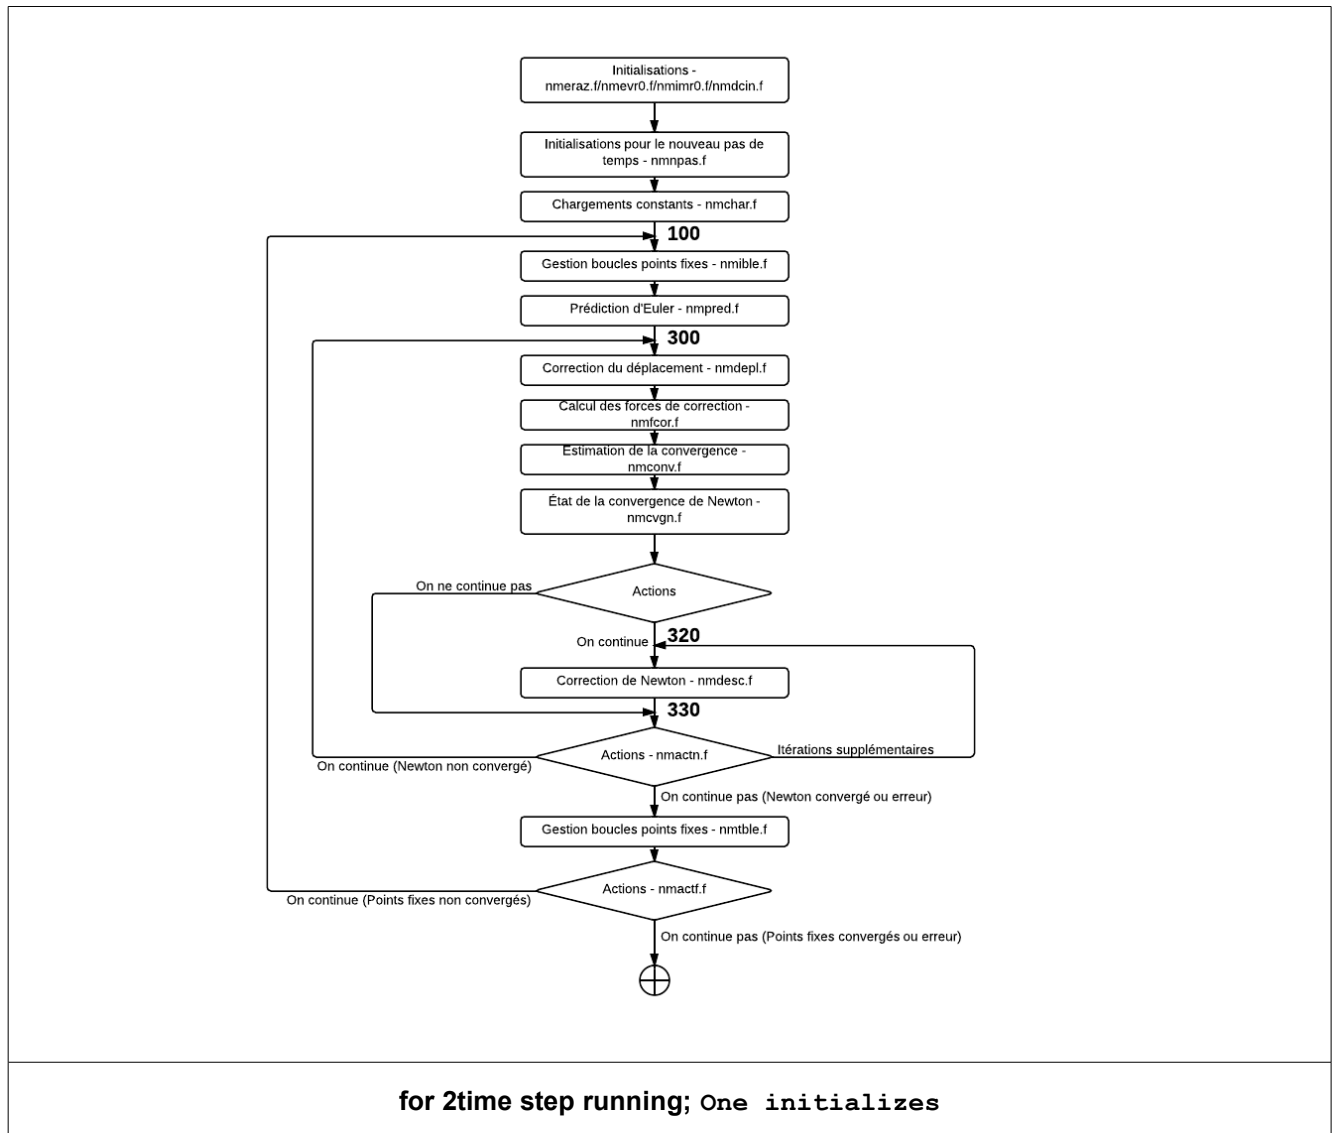 Initialisations -
nmeraz.f/nmevr0.f/nmimr0.f/nmdcin.f
Initialisations pour le nouveau pas de
temps - nmnpas.f
Chargements constants - nmchar.f
100
Gestion boucles points fixes - nmible.f
Prédiction d'Euler - nmpred.f
300
Correction du déplacement - nmdepl.f
Calcul des forces de correction -
nmfcor.f
Estimation de la convergence -
nmconv.f
État de la convergence de Newton -
nmcvgn.f
On ne continue pas
Actions
On continue
320
Correction de Newton - nmdesc.f
330
Actions - nmactn.f
Itérations supplémentaires
On continue (Newton non convergé)
On continue pas (Newton convergé ou erreur)
Gestion boucles points fixes - nmtble.f
Actions - nmactf.f
On continue (Points fixes non convergés)
On continue pas (Points fixes convergés ou erreur)
for 2time step running; One initializes